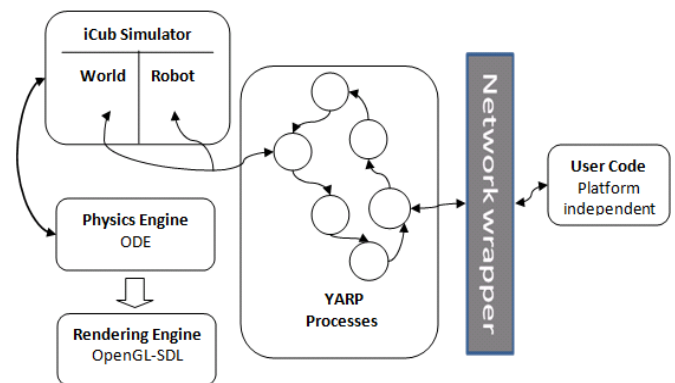 iCub Simulator
World Robot
Physics Engine
ODE
Rendering Engine
OpenGL-SDL
YARP
Processes
Network wrapper
User Code
Platform
independent